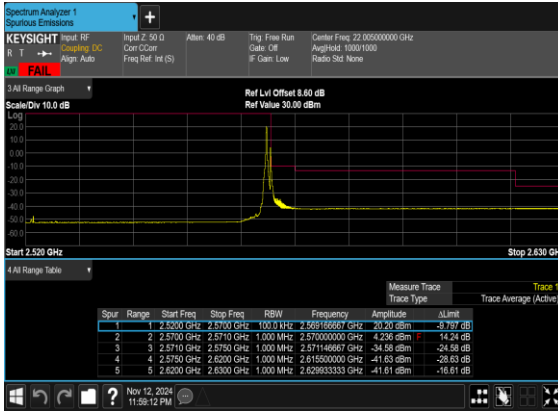 Spectrum Analyzer 1
Spurious Emissions
KEYSIGHT Input: RF Input Z: 50 Ω Atten: 40 dB Trig: Free Run Center Freq: 22.005000000 GHz
R T Coupling: DC Corr CCorr Gate: Off Avg|Hold: 1000/1000
Align: Auto Freq Ref: Int (S) IF Gain: Low Radio Std: None
FAIL
3 All Range Graph
Ref Lvl Offset 8.60 dB
Scale/Div 10.0 dB Ref Value 30.00 dBm
Log
20.0
10.0
0.00
-10.0
-20.0
-30.0
-40.0
-50.0
-60.0
Start 2.520 GHz Stop 2.630 GH
4 All Range Table
Measure Trace Trace 1
Trace Type Trace Average (Active)
Spur Range Start Freq Stop Freq RBW Frequency Amplitude ΔLimit
1 1 2.5200 GHz 2.5700 GHz 100.0 kHz 2.569166667 GHz 20.20 dBm -9.797 dB
2 2 2.5700 GHz 2.5710 GHz 1.000 MHz 2.570000000 GHz 4.236 dBm F 14.24 dB
3 3 2.5710 GHz 2.5750 GHz 1.000 MHz 2.571146667 GHz -34.58 dBm -24.58 dB
4 4 2.5750 GHz 2.6200 GHz 1.000 MHz 2.615500000 GHz -41.63 dBm -28.63 dB
5 5 2.6200 GHz 2.6300 GHz 1.000 MHz 2.629933333 GHz -41.61 dBm -16.61 dB
Nov 12, 2024
11:59:12 PM